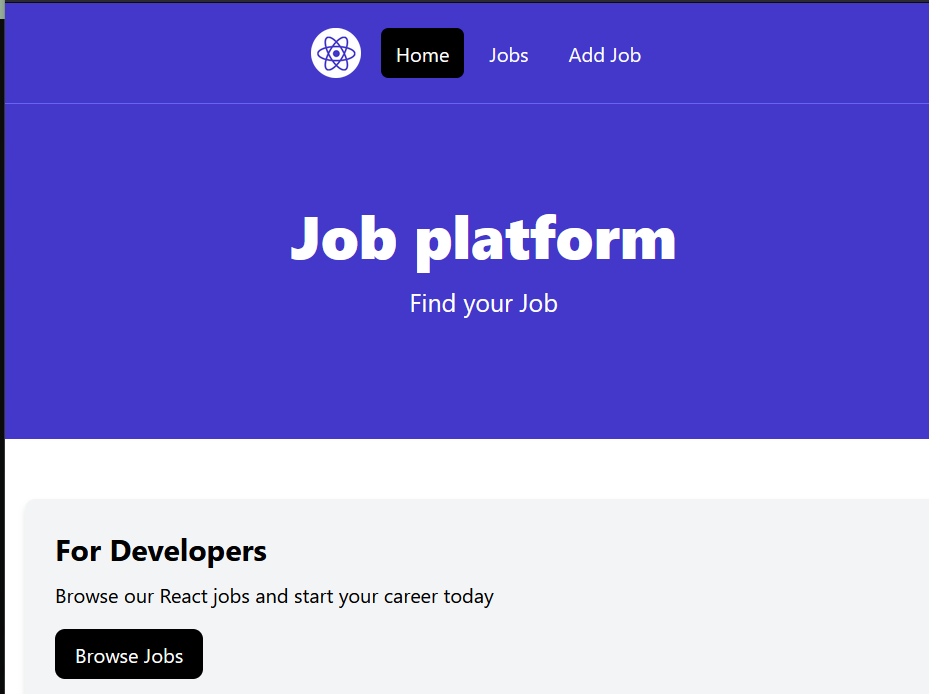 Home Jobs Add Job
Job platform
Find your Job
For Developers
Browse our React jobs and start your career today
Browse Jobs